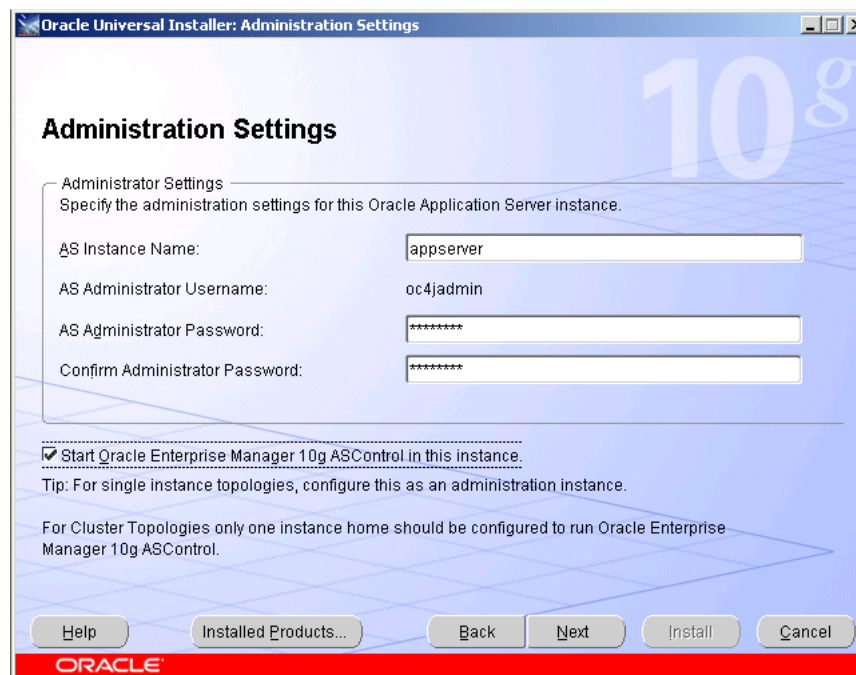 Oracle Universal Installer: Administration Settings
10g
Administration Settings
Administrator Settings
Specify the administration settings for this Oracle Application Server instance.
AS Instance Name:
appserver
AS Administrator Username:
oc4jadmin
AS Administrator Password:
********
Confirm Administrator Password:
********
Start Oracle Enterprise Manager 10g ASControl in this instance.
Tip: For single instance topologies, configure this as an administration instance.
For Cluster Topologies only one instance home should be configured to run Oracle Enterprise
Manager 10g ASControl.
Help
Installed Products...
Back
Next
Install
Cancel
ORACLE